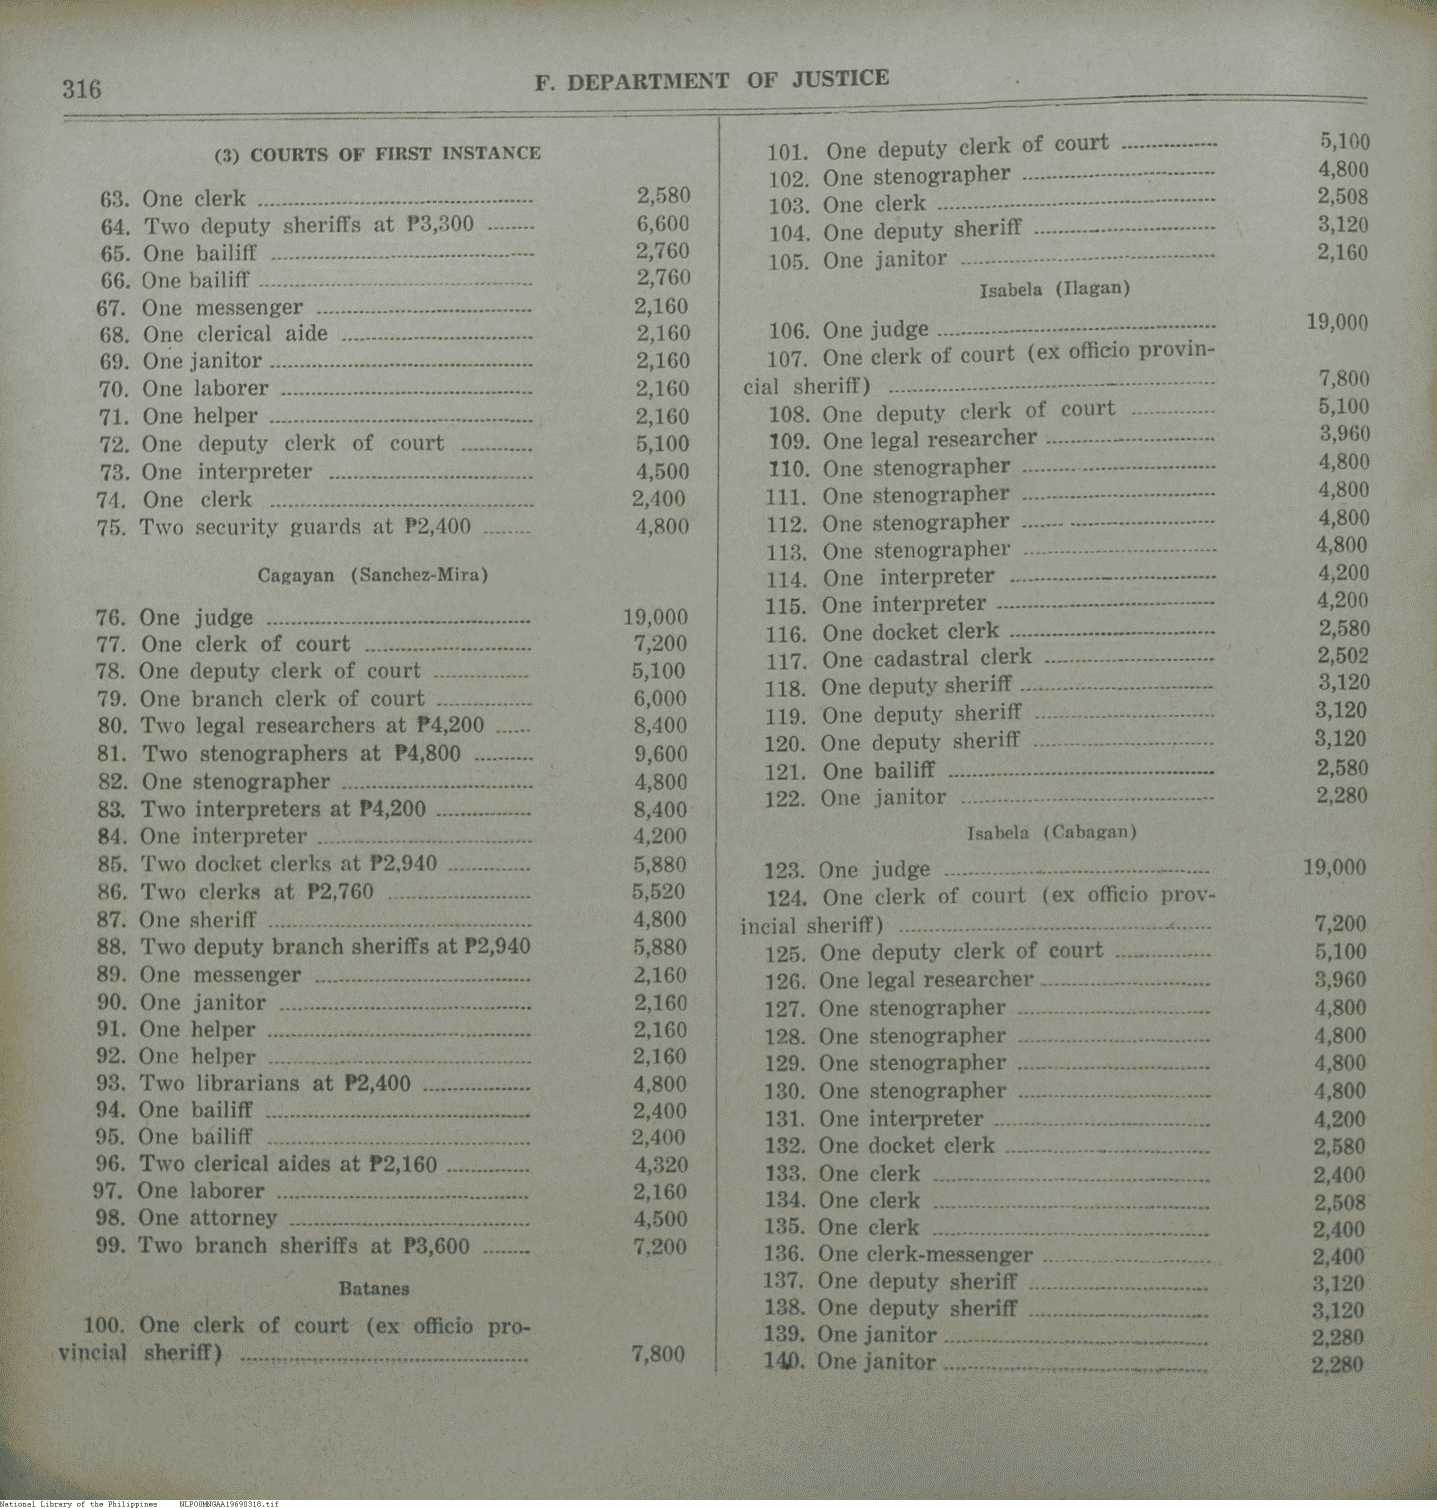 316
F. DEPARTMENT OF JUSTICE
(3) COURTS OF FIRST INSTANCE
63. One clerk ........ 2,580
64. Two deputy sheriffs at ₱3,300 ........ 6,600
65. One bailiff ........ 2,760
66. One bailiff ........ 2,760
67. One messenger ........ 2,160
68. One clerical aide ........ 2,160
69. One janitor ........ 2,160
70. One laborer ........ 2,160
71. One helper ........ 2,160
72. One deputy clerk of court ........ 5,100
73. One interpreter ........ 4,500
74. One clerk ........ 2,400
75. Two security guards at ₱2,400 ........ 4,800
Cagayan (Sanchez-Mira)
76. One judge ........ 19,000
77. One clerk of court ........ 7,200
78. One deputy clerk of court ........ 5,100
79. One branch clerk of court ........ 6,000
80. Two legal researchers at ₱4,200 ...... 8,400
81. Two stenographers at ₱4,800 ........ 9,600
82. One stenographer ........ 4,800
83. Two interpreters at ₱4,200 ........ 8,400
84. One interpreter ........ 4,200
85. Two docket clerks at ₱2,940 ........ 5,880
86. Two clerks at ₱2,760 ........ 5,520
87. One sheriff ........ 4,800
88. Two deputy branch sheriffs at ₱2,940 5,880
89. One messenger ........ 2,160
90. One janitor ........ 2,160
91. One helper ........ 2,160
92. One helper ........ 2,160
93. Two librarians at ₱2,400 ........ 4,800
94. One bailiff ........ 2,400
95. One bailiff ........ 2,400
96. Two clerical aides at ₱2,160 ........ 4,320
97. One laborer ........ 2,160
98. One attorney ........ 4,500
99. Two branch sheriffs at ₱3,600 ........ 7,200
Batanes
100. One clerk of court (ex officio pro-
vincial sheriff) ........ 7,800
101. One deputy clerk of court ........ 5,100
102. One stenographer ........ 4,800
103. One clerk ........ 2,508
104. One deputy sheriff ........ 3,120
105. One janitor ........ 2,160
Isabela (Ilagan)
106. One judge ........ 19,000
107. One clerk of court (ex officio provin-
cial sheriff) ........ 7,800
108. One deputy clerk of court ........ 5,100
109. One legal researcher ........ 3,960
110. One stenographer ........ 4,800
111. One stenographer ........ 4,800
112. One stenographer ........ 4,800
113. One stenographer ........ 4,800
114. One interpreter ........ 4,200
115. One interpreter ........ 4,200
116. One docket clerk ........ 2,580
117. One cadastral clerk ........ 2,502
118. One deputy sheriff ........ 3,120
119. One deputy sheriff ........ 3,120
120. One deputy sheriff ........ 3,120
121. One bailiff ........ 2,580
122. One janitor ........ 2,280
Isabela (Cabagan)
123. One judge ........ 19,000
124. One clerk of court (ex officio prov-
incial sheriff) ........ 7,200
125. One deputy clerk of court ........ 5,100
126. One legal researcher ........ 3,960
127. One stenographer ........ 4,800
128. One stenographer ........ 4,800
129. One stenographer ........ 4,800
130. One stenographer ........ 4,800
131. One interpreter ........ 4,200
132. One docket clerk ........ 2,580
133. One clerk ........ 2,400
134. One clerk ........ 2,508
135. One clerk ........ 2,400
136. One clerk-messenger ........ 2,400
137. One deputy sheriff ........ 3,120
138. One deputy sheriff ........ 3,120
139. One janitor ........ 2,280
140. One janitor ........ 2,280
National Library of the Philippines NLPO0MNGAA19690318.tif